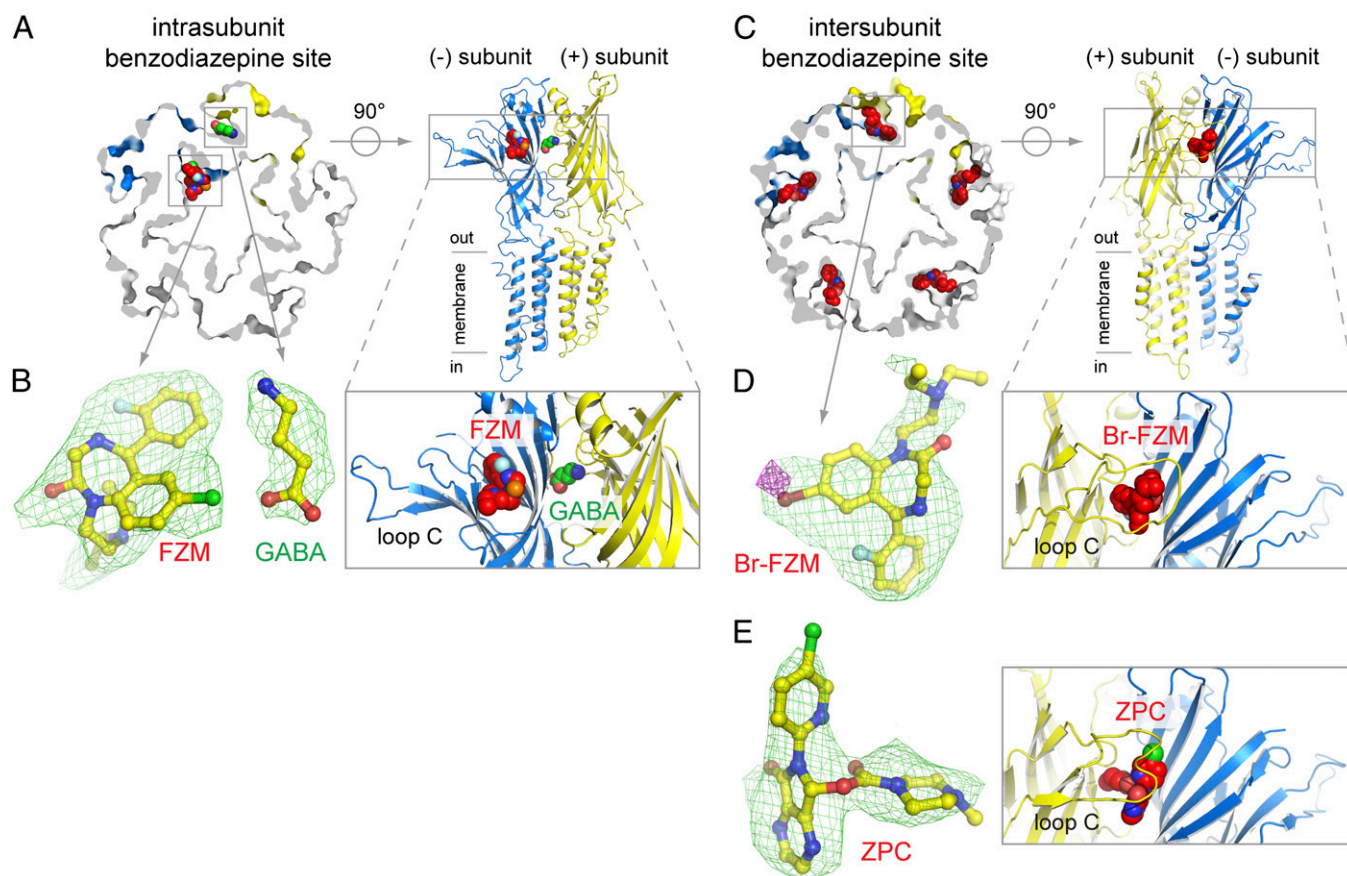 A
intrasubunit
benzodiazepine site
(-) subunit
(+) subunit
90°
out
membrane
in
B
FZM
GABA
FZM
GABA
loop C
C
intersubunit
benzodiazepine site
(+) subunit
(-) subunit
90°
out
membrane
in
D
Br-FZM
Br-FZM
loop C
E
ZPC
ZPC
loop C